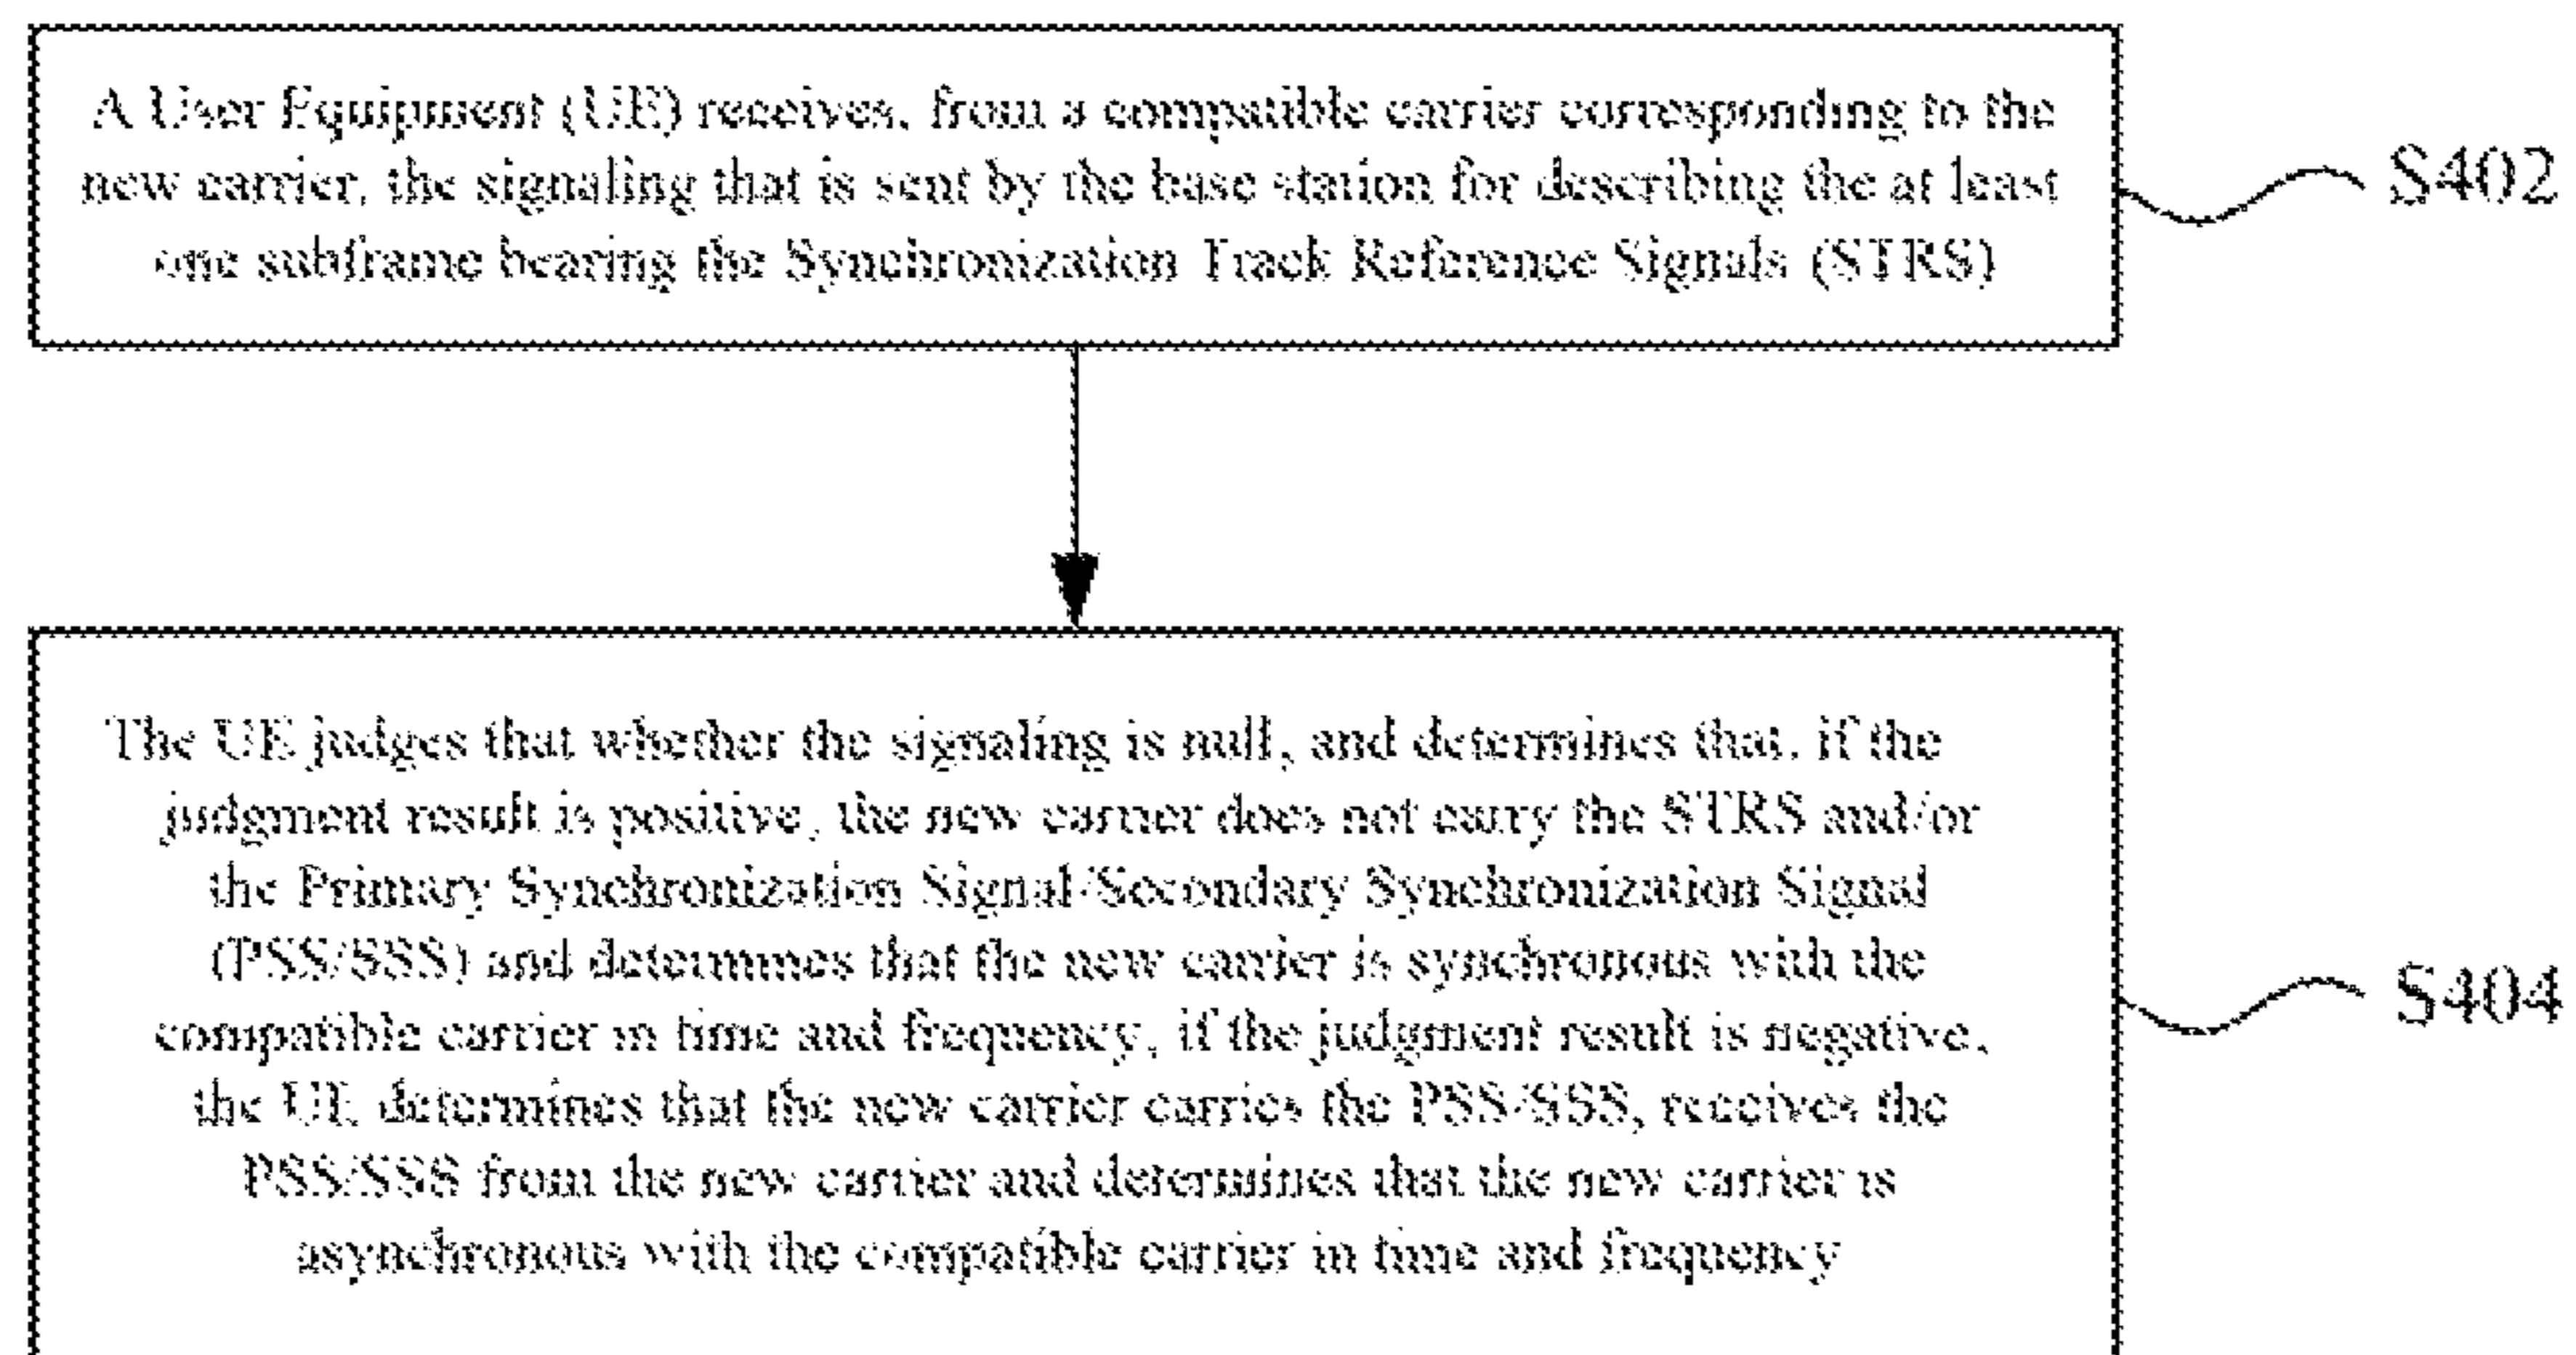 A User Equipment (UE) receives, from a compatible carrier corresponding to the
new carrier, the signaling that is sent by the base station for describing the at least
one subframe bearing the Synchronization Track Reference Signals (STRS)
S402
The UE judges that whether the signaling is null, and determines that, if the
judgment result is positive, the new carrier does not carry the STRS and/or
the Primary Synchronization Signal/Secondary Synchronization Signal
(PSS/SSS) and determines that the new carrier is synchronous with the
compatible carrier in time and frequency, if the judgment result is negative,
the UE determines that the new carrier carries the PSS/SSS, receives the
PSS/SSS from the new carrier and determines that the new carrier is
asynchronous with the compatible carrier in time and frequency
S404